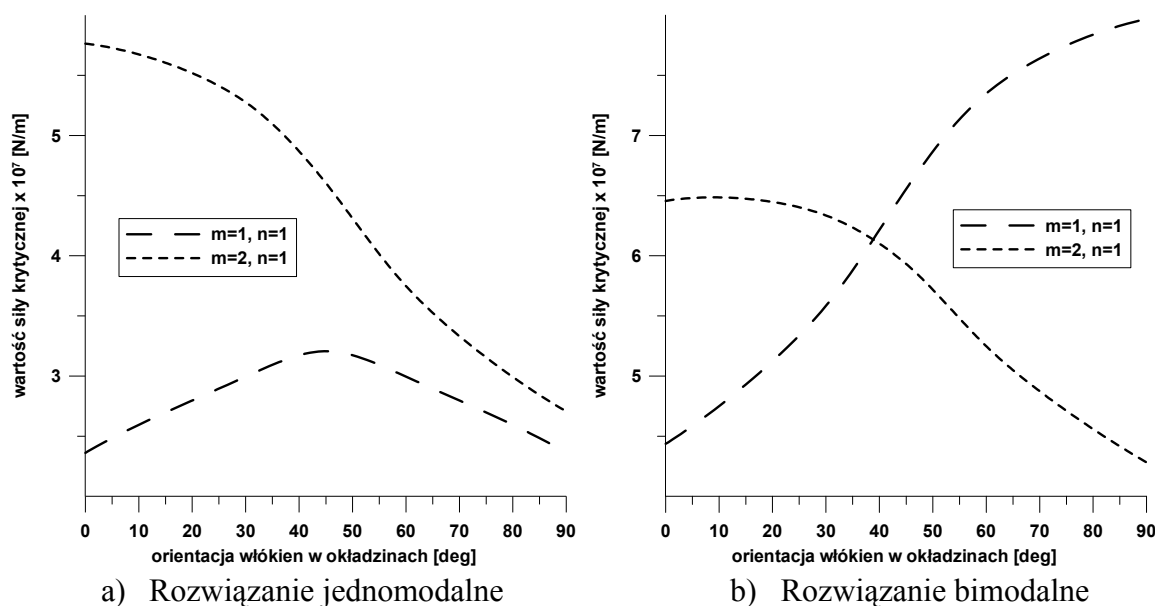 wartość siły krytycznej x 10⁷ [N/m]
5
4
3
m=1, n=1
m=2, n=1
0 10 20 30 40 50 60 70 80 90
orientacja włókien w okładzinach [deg]
a) Rozwiązanie jednomodalne
wartość siły krytycznej x 10⁷ [N/m]
7
6
5
m=1, n=1
m=2, n=1
0 10 20 30 40 50 60 70 80 90
orientacja włókien w okładzinach [deg]
b) Rozwiązanie bimodalne